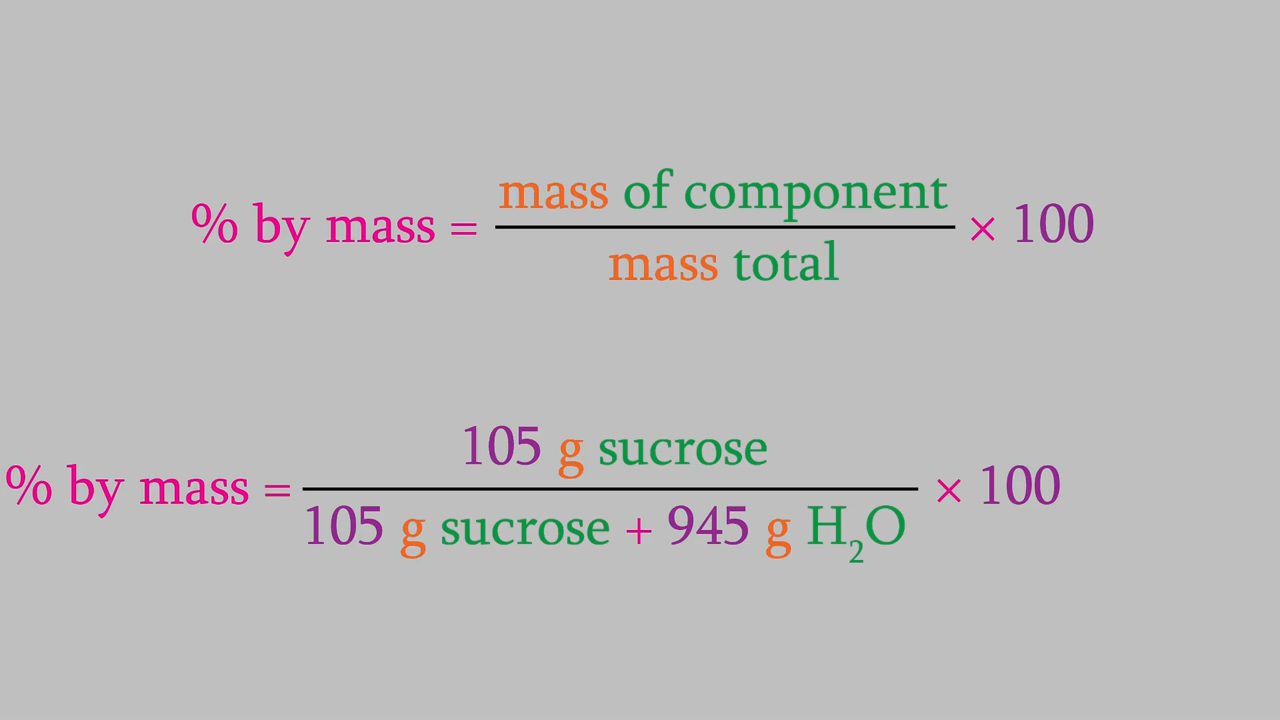 % by mass = mass of component / mass total × 100
% by mass = 105 g sucrose / 105 g sucrose + 945 g H₂O × 100